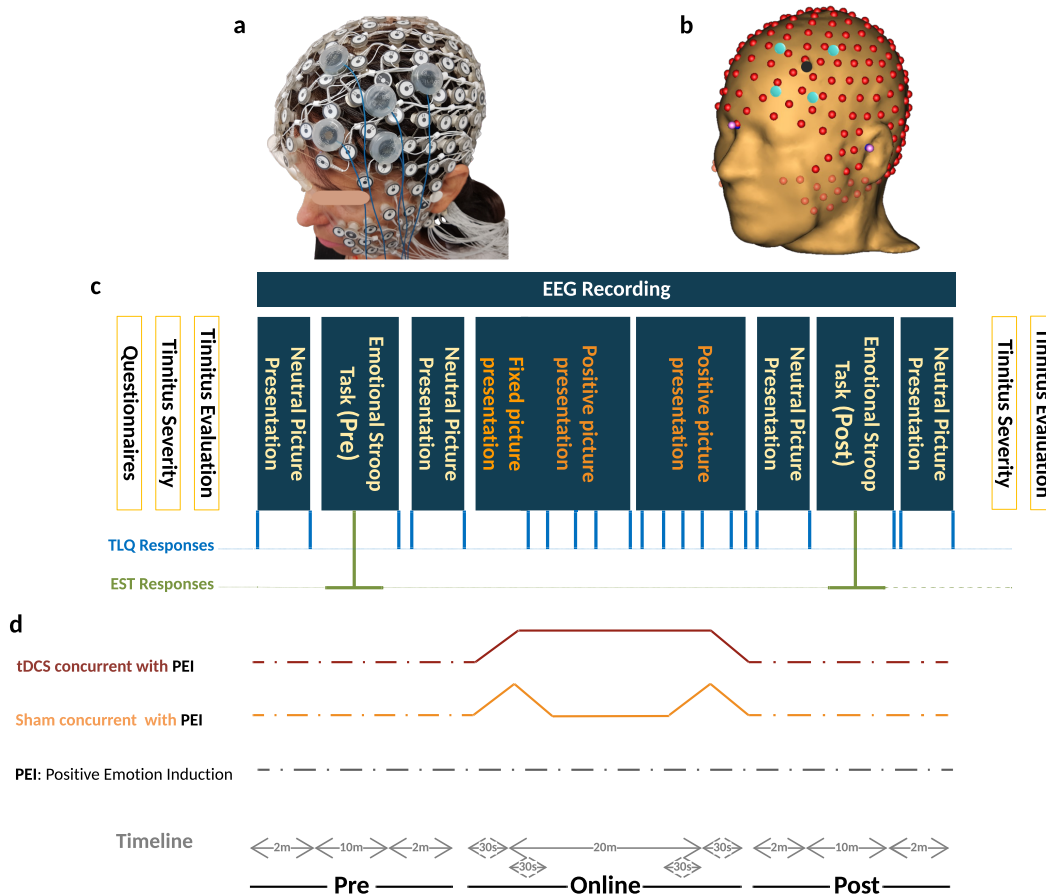 a
b
c
EEG Recording
Questionnaires
Tinnitus Severity
Tinnitus Evaluation
Neutral Picture
Presentation
Emotional Stroop
Task (Pre)
Neutral Picture
Presentation
Fixed picture
presentation
Positive picture
presentation
Positive picture
presentation
Neutral Picture
Presentation
Emotional Stroop
Task (Post)
Neutral Picture
Presentation
Tinnitus Severity
Tinnitus Evaluation
TLQ Responses
EST Responses
d
tDCS concurrent with PEI
Sham concurrent with PEI
PEI: Positive Emotion Induction
Timeline
2m 10m 2m 30s 20m 30s 2m 10m 2m
30s 30s
Pre Online Post